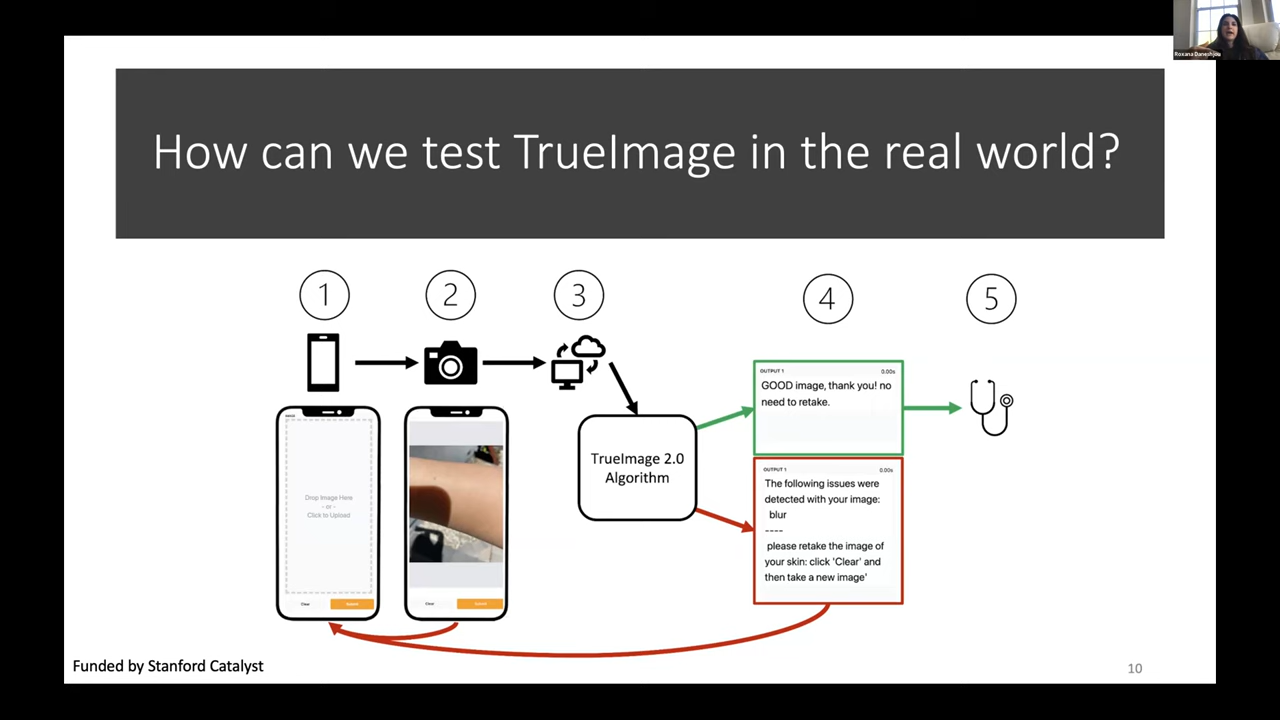 Roxana Daneshjou
How can we test TrueImage in the real world?
1
2
3
4
5
Drop Image Here
- or -
Click to Upload
Clear
Submit
Clear
Submit
TrueImage 2.0
Algorithm
OUTPUT 1 0.00s
GOOD image, thank you! no
need to retake.
OUTPUT 1 0.00s
The following issues were
detected with your image:
blur
----
please retake the image of
your skin: click 'Clear' and
then take a new image'
Funded by Stanford Catalyst
10